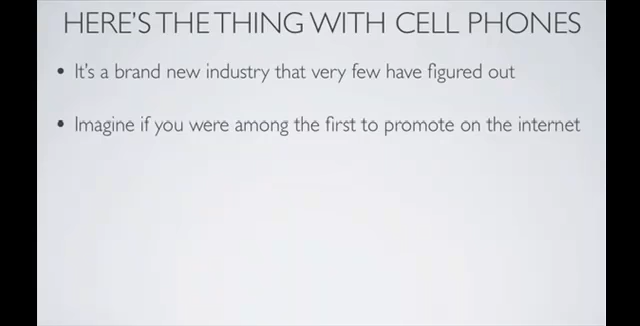 HERE'S THE THING WITH CELL PHONES
• It's a brand new industry that very few have figured out
• Imagine if you were among the first to promote on the internet